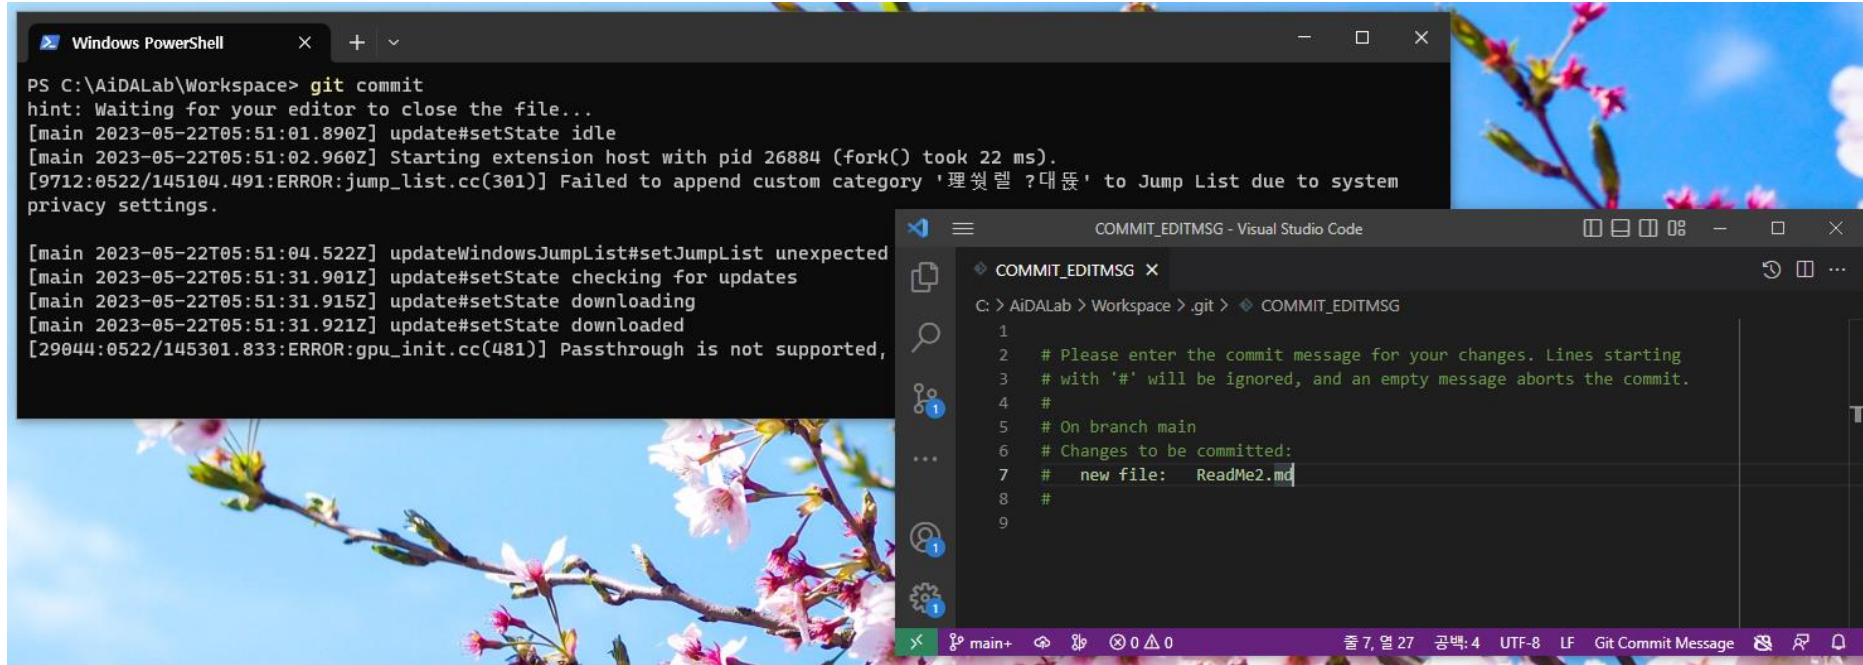 Windows PowerShell
PS C:\AiDALab\Workspace> git commit
hint: Waiting for your editor to close the file...
[main 2023-05-22T05:51:01.890Z] update#setState idle
[main 2023-05-22T05:51:02.960Z] Starting extension host with pid 26884 (fork() took 22 ms).
[9712:0522/145104.491:ERROR:jump_list.cc(301)] Failed to append custom category '理쐿렐 ?대뜛' to Jump List due to system
privacy settings.
[main 2023-05-22T05:51:04.522Z] updateWindowsJumpList#setJumpList unexpected
[main 2023-05-22T05:51:31.901Z] update#setState checking for updates
[main 2023-05-22T05:51:31.915Z] update#setState downloading
[main 2023-05-22T05:51:31.921Z] update#setState downloaded
[29044:0522/145301.833:ERROR:gpu_init.cc(481)] Passthrough is not supported,
COMMIT_EDITMSG - Visual Studio Code
COMMIT_EDITMSG
C: > AiDALab > Workspace > .git > COMMIT_EDITMSG
1
2 # Please enter the commit message for your changes. Lines starting
3 # with '#' will be ignored, and an empty message aborts the commit.
4 #
5 # On branch main
6 # Changes to be committed:
7 # new file: ReadMe2.md
8 #
9
1
1
1
main+ 0 0 줄 7, 열 27 공백: 4 UTF-8 LF Git Commit Message